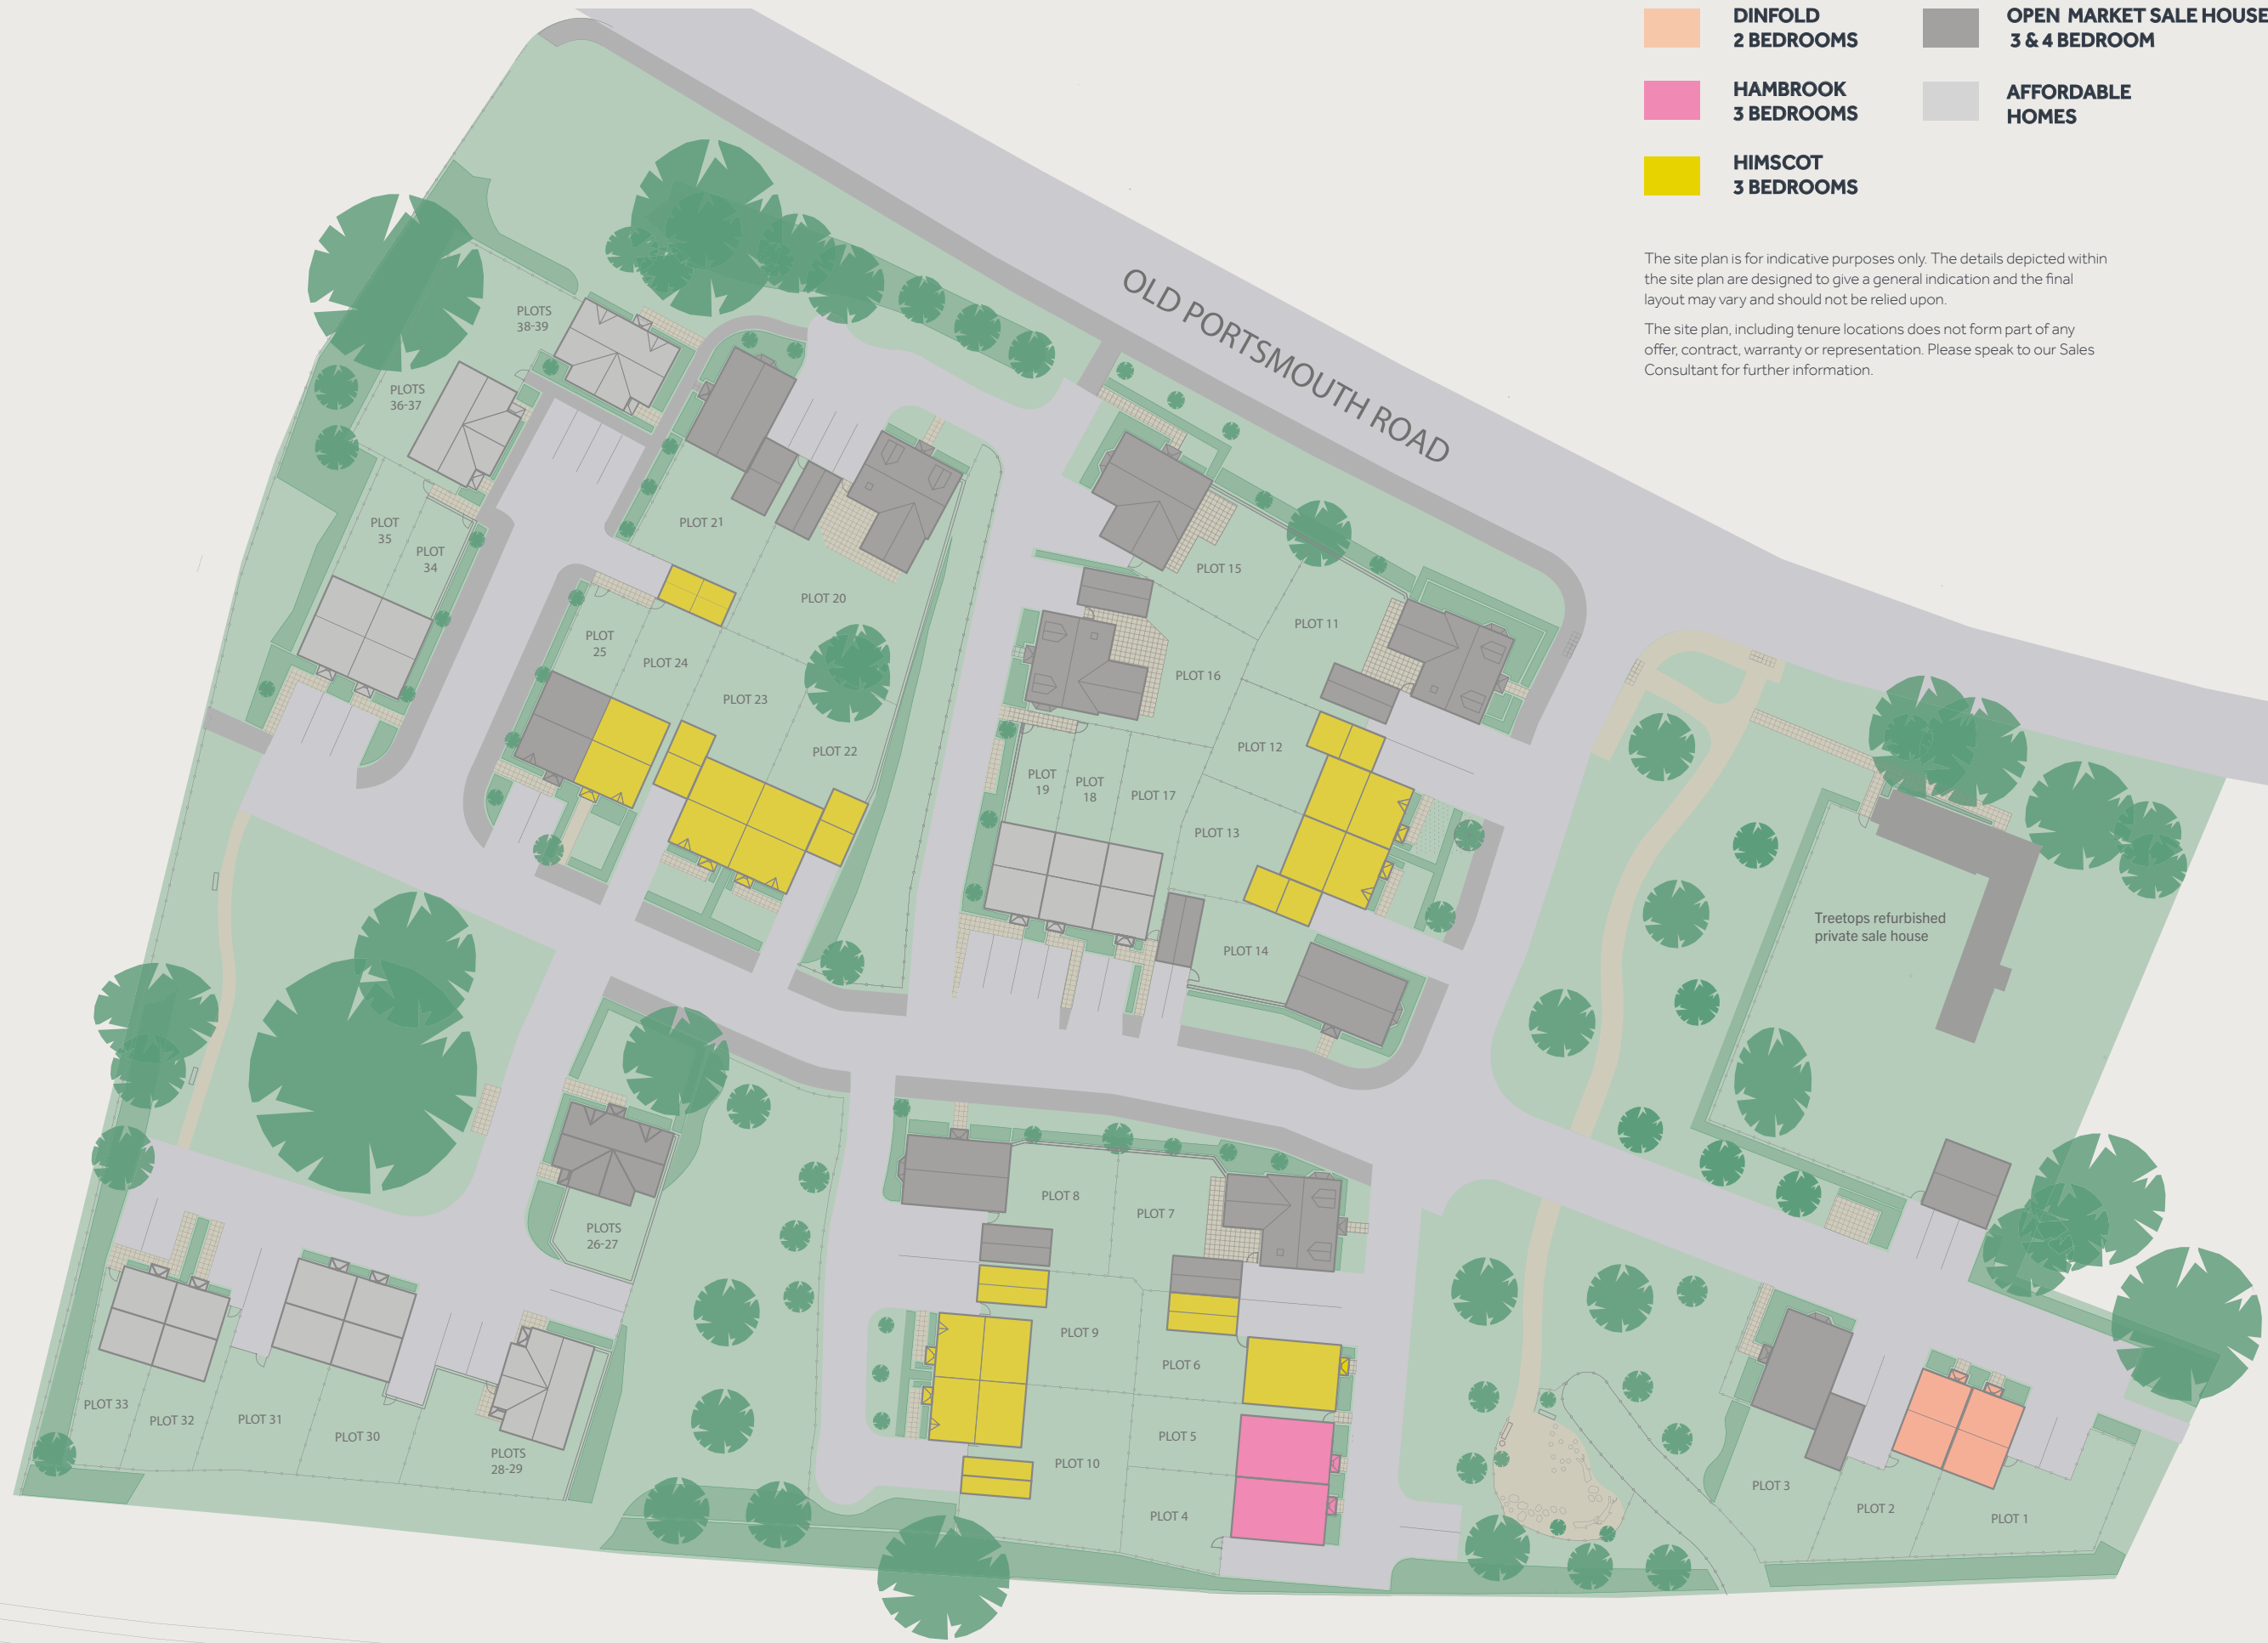 DINFOLD
2 BEDROOMS
HAMBROOK
3 BEDROOMS
HIMSCOT
3 BEDROOMS
OPEN MARKET SALE HOUSE
3 & 4 BEDROOM
AFFORDABLE
HOMES
The site plan is for indicative purposes only. The details depicted within
the site plan are designed to give a general indication and the final
layout may vary and should not be relied upon.
The site plan, including tenure locations does not form part of any
offer, contract, warranty or representation. Please speak to our Sales
Consultant for further information.
OLD PORTSMOUTH ROAD
PLOTS
38-39
PLOTS
36-37
PLOT
35
PLOT
34
PLOT 21
PLOT 20
PLOT
25
PLOT 24
PLOT 23
PLOT 22
PLOT 15
PLOT 11
PLOT 16
PLOT 12
PLOT
19
PLOT
18
PLOT 17
PLOT 13
PLOT 14
Treetops refurbished
private sale house
PLOT 8
PLOT 7
PLOTS
26-27
PLOT 9
PLOT 6
PLOT 33
PLOT 32
PLOT 31
PLOT 30
PLOTS
28-29
PLOT 5
PLOT 10
PLOT 4
PLOT 3
PLOT 2
PLOT 1